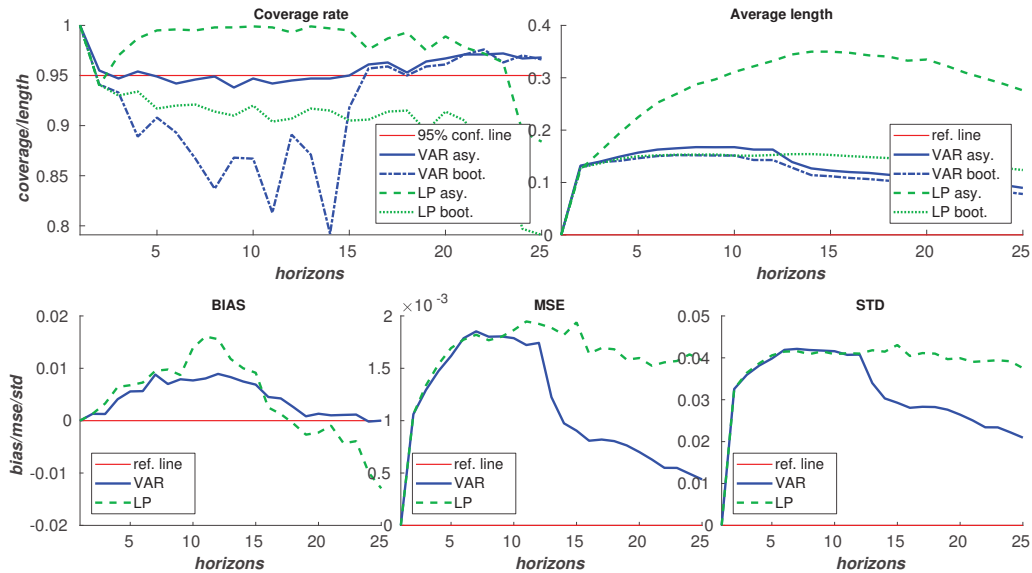 Coverage rate
Average length
coverage/length
1
0.95
0.9
0.85
0.8
5
10
15
20
25
horizons
95% conf. line
VAR asy.
VAR boot.
LP asy.
LP boot.
0.4
0.3
0.2
0.1
0
5
10
15
20
25
horizons
ref. line
VAR asy.
VAR boot.
LP asy.
LP boot.
BIAS
MSE
STD
bias/mse/std
0.02
0.01
0
-0.01
-0.02
5
10
15
20
25
horizons
ref. line
VAR
LP
× 10 -3
2
1.5
1
0.5
0
5
10
15
20
25
horizons
ref. line
VAR
LP
0.05
0.04
0.03
0.02
0.01
0
5
10
15
20
25
horizons
ref. line
VAR
LP